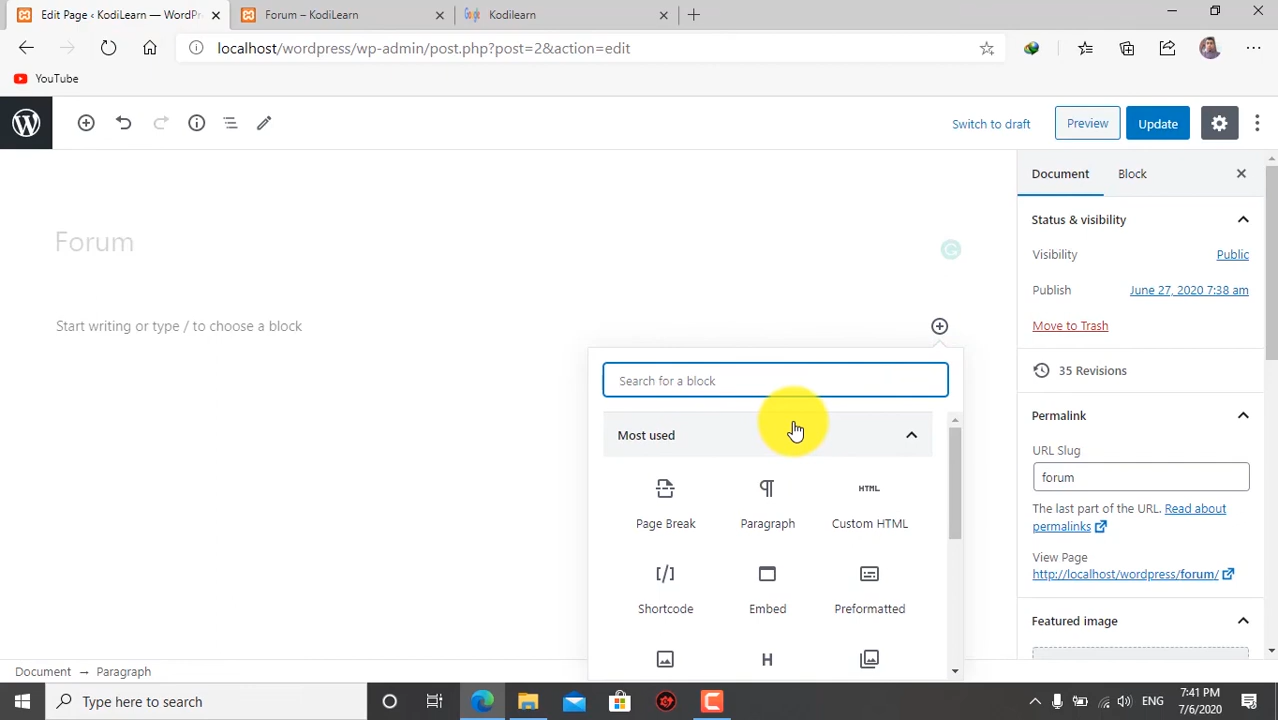 Edit Page < KodiLearn — WordPr
Forum – KodiLearn
Kodilearn
localhost/wordpress/wp-admin/post.php?post=2&action=edit
YouTube
Switch to draft
Preview
Update
Document
Block
Status & visibility
Forum
Visibility
Public
Publish
June 27, 2020 7:38 am
Start writing or type / to choose a block
Move to Trash
35 Revisions
Search for a block
Permalink
Most used
URL Slug
forum
The last part of the URL. Read about
permalinks
Page Break
Paragraph
HTML
Custom HTML
View Page
http://localhost/wordpress/forum/
[/]
Shortcode
Embed
Preformatted
Featured image
H
Document → Paragraph
Type here to search
ENG
7:41 PM
7/6/2020